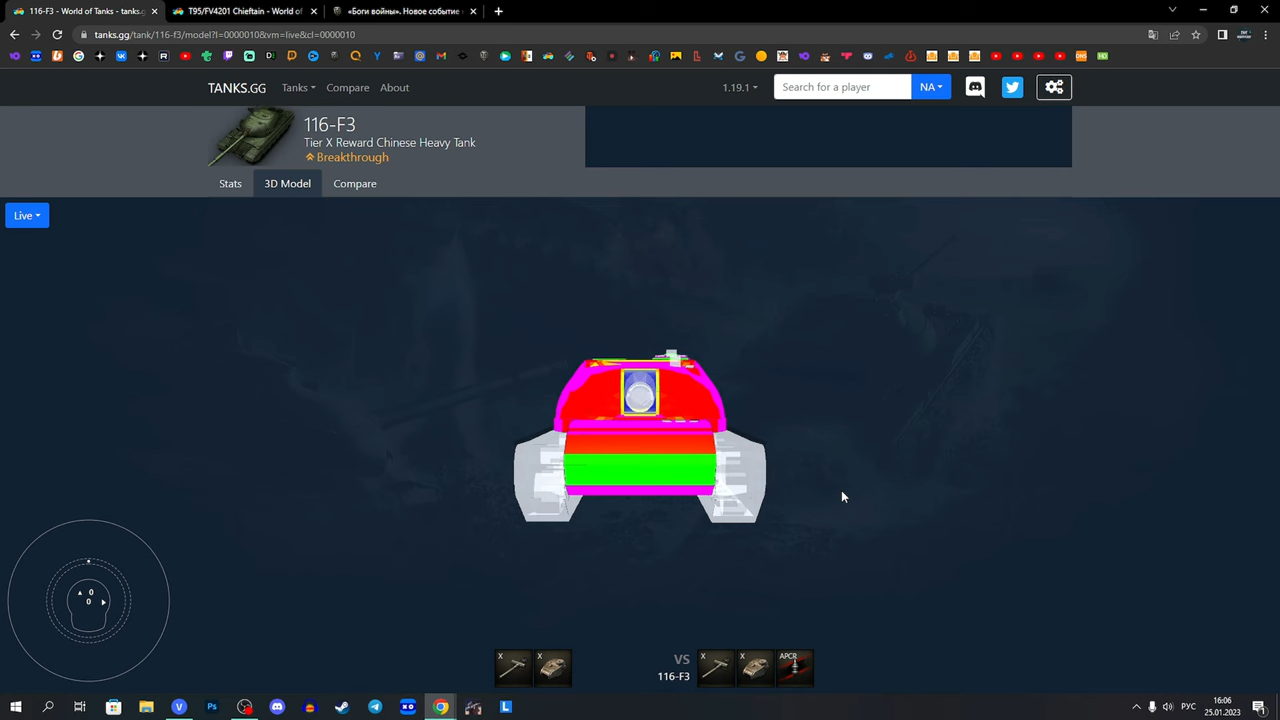 116-F3 - World of Tanks - tanks.g
T95/FV4201 Chieftain - World of
«Боги войны». Новое событие
tanks.gg/tank/116-f3/model?l=0000010&vm=live&cl=0000010
TANKS.GG Tanks Compare About 1.19.1 Search for a player NA
116-F3
Tier X Reward Chinese Heavy Tank
Breakthrough
Stats 3D Model Compare
Live
0
0
X X VS X X APCR
116-F3
РУС 16:06
25.01.2023